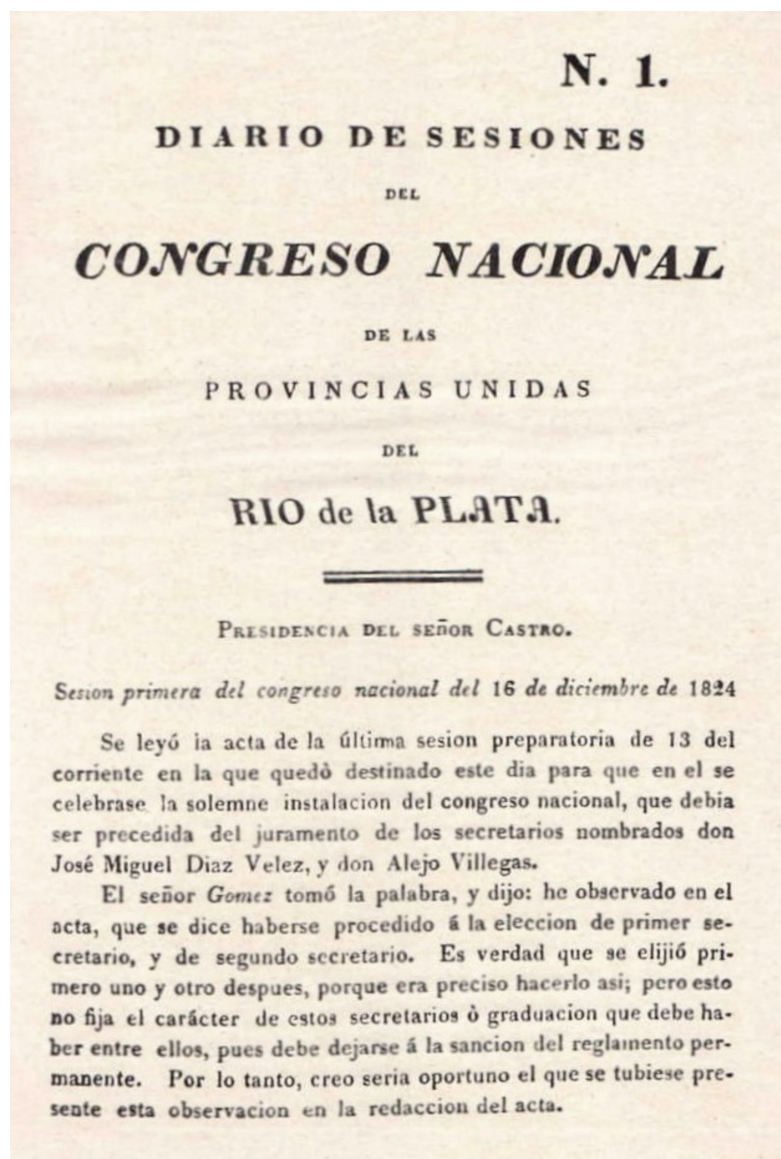 N. 1.
DIARIO DE SESIONES
DEL
CONGRESO NACIONAL
DE LAS
PROVINCIAS UNIDAS
DEL
RIO de la PLATA.
PRESIDENCIA DEL SEÑOR CASTRO.
Sesion primera del congreso nacional del 16 de diciembre de 1824
Se leyó la acta de la última sesion preparatoria de 13 del
corriente en la que quedò destinado este dia para que en el se
celebrase la solemne instalacion del congreso nacional, que debia
ser precedida del juramento de los secretarios nombrados don
José Miguel Diaz Velez, y don Alejo Villegas.
El señor Gomez tomó la palabra, y dijo: he observado en el
acta, que se dice haberse procedido á la eleccion de primer se-
cretario, y de segundo secretario. Es verdad que se elijió pri-
mero uno y otro despues, porque era preciso hacerlo asi; pero esto
no fija el carácter de estos secretarios ò graduacion que debe ha-
ber entre ellos, pues debe dejarse á la sancion del reglamento per-
manente. Por lo tanto, creo seria oportuno el que se tubiese pre-
sente esta observacion en la redaccion del acta.